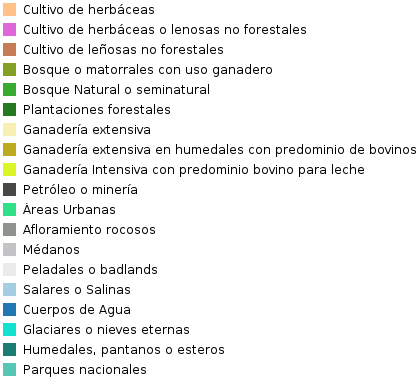 Cultivo de herbáceas
Cultivo de herbáceas o lenosas no forestales
Cultivo de leñosas no forestales
Bosque o matorrales con uso ganadero
Bosque Natural o seminatural
Plantaciones forestales
Ganadería extensiva
Ganadería extensiva en humedales con predominio de bovinos
Ganadería Intensiva con predominio bovino para leche
Petróleo o minería
Áreas Urbanas
Afloramiento rocosos
Médanos
Peladales o badlands
Salares o Salinas
Cuerpos de Agua
Glaciares o nieves eternas
Humedales, pantanos o esteros
Parques nacionales